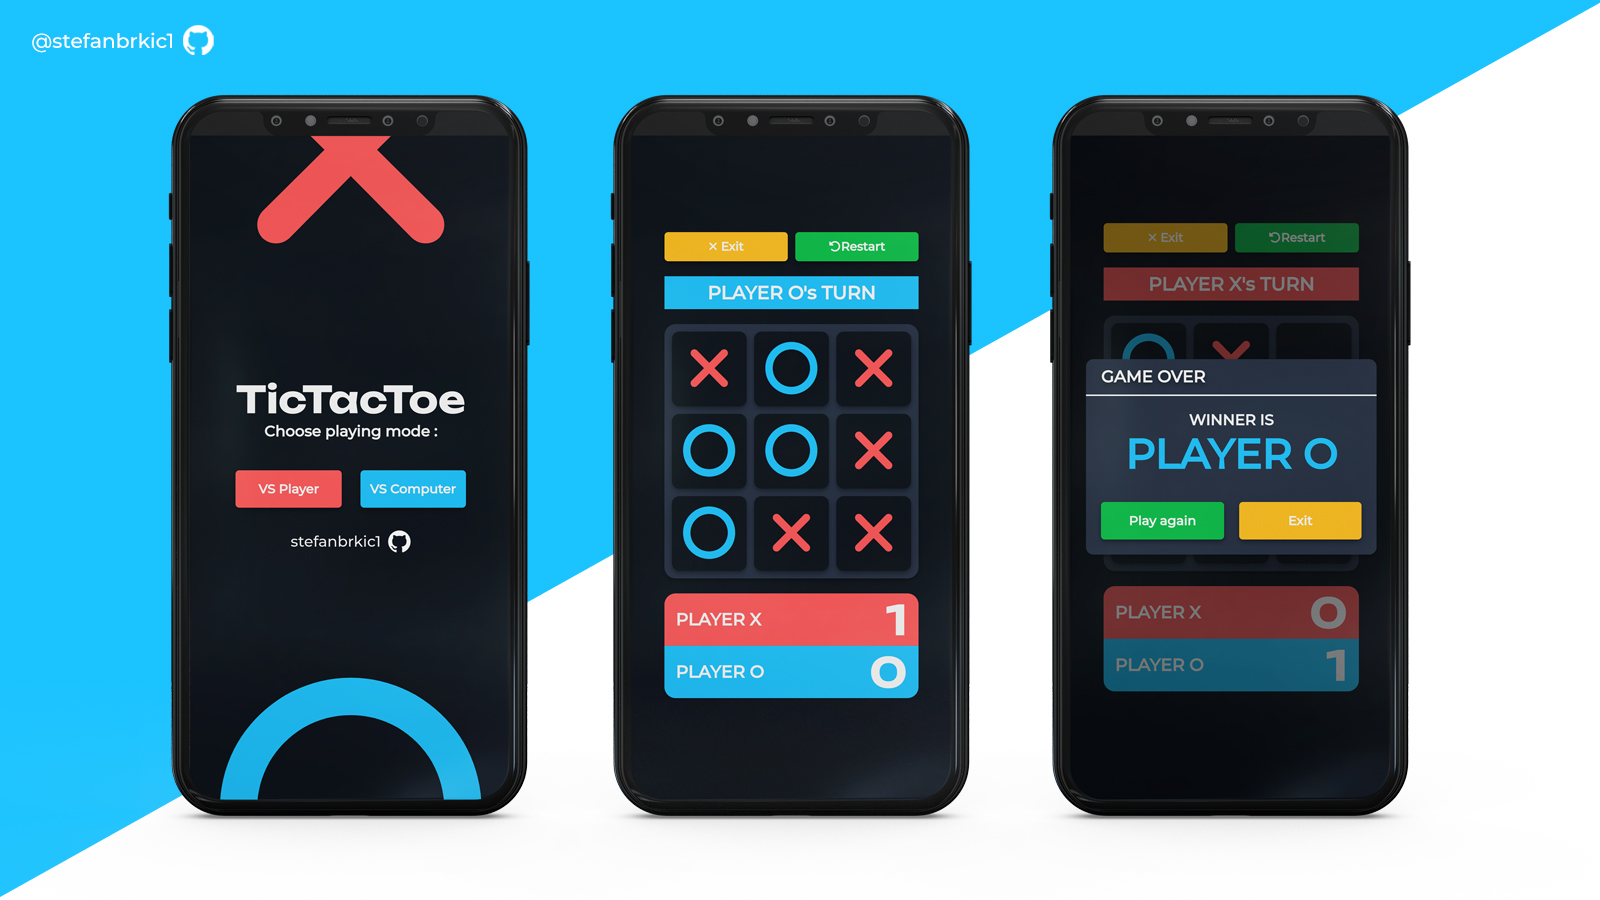 @stefanbrkic1
TicTacToe
Choose playing mode :
VS Player
VS Computer
stefanbrkic1
× Exit
Restart
PLAYER O's TURN
X O X
O O X
O X X
PLAYER X 1
PLAYER O 0
× Exit
Restart
PLAYER X's TURN
O X
GAME OVER
WINNER IS
PLAYER O
Play again
Exit
PLAYER X 0
PLAYER O 1